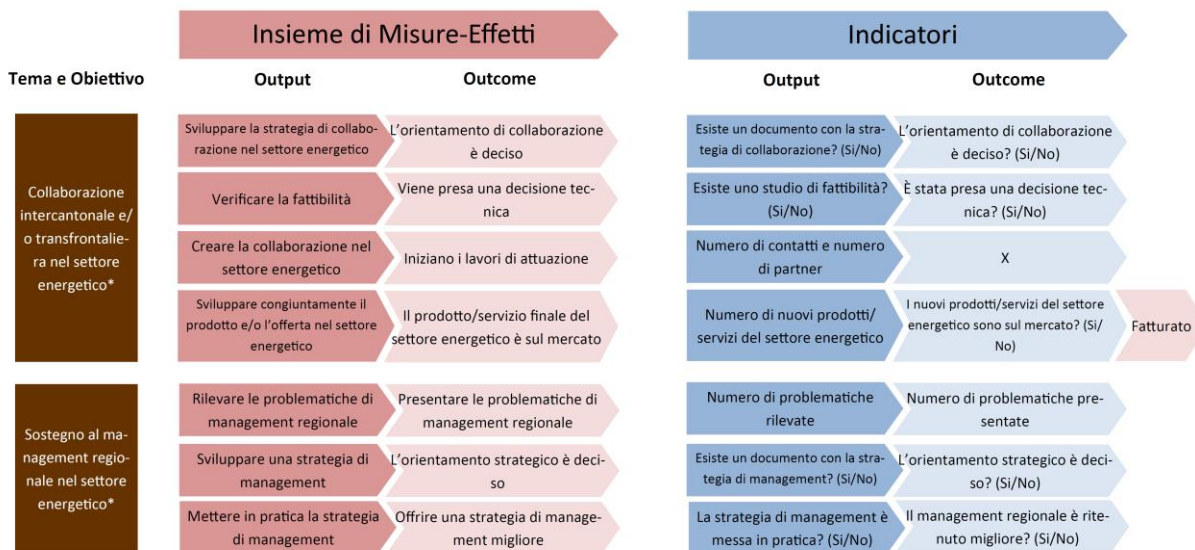 Insieme di Misure-Effetti
Indicatori
Tema e Obiettivo
Output
Outcome
Output
Outcome
Collaborazione
intercantonale e/
o transfrontalie-
ra nel settore
energetico*
Sviluppare la strategia di collabo-
razione nel settore energetico
L'orientamento di collaborazione
è deciso
Esiste un documento con la stra-
tegia di collaborazione? (Si/No)
L'orientamento di collaborazione
è deciso? (Si/No)
Verificare la fattibilità
Viene presa una decisione tec-
nica
Esiste uno studio di fattibilità?
(Si/No)
È stata presa una decisione tec-
nica? (Si/No)
Creare la collaborazione nel
settore energetico
Iniziano i lavori di attuazione
Numero di contatti e numero
di partner
X
Sviluppare congiuntamente il
prodotto e/o l'offerta nel settore
energetico
Il prodotto/servizio finale del
settore energetico è sul mercato
Numero di nuovi prodotti/
servizi del settore energetico
I nuovi prodotti/servizi del settore
energetico sono sul mercato? (Si/
No)
Fatturato
Sostegno al ma-
nagement regio-
nale nel settore
energetico*
Rilevare le problematiche di
management regionale
Presentare le problematiche di
management regionale
Numero di problematiche
rilevate
Numero di problematiche pre-
sentate
Sviluppare una strategia di
management
L'orientamento strategico è deci-
so
Esiste un documento con la stra-
tegia di management? (Si/No)
L'orientamento strategico è deci-
so? (Si/No)
Mettere in pratica la strategia
di management
Offrire una strategia di manage-
ment migliore
La strategia di management è
messa in pratica? (Si/No)
Il management regionale è rite-
nuto migliore? (Si/No)